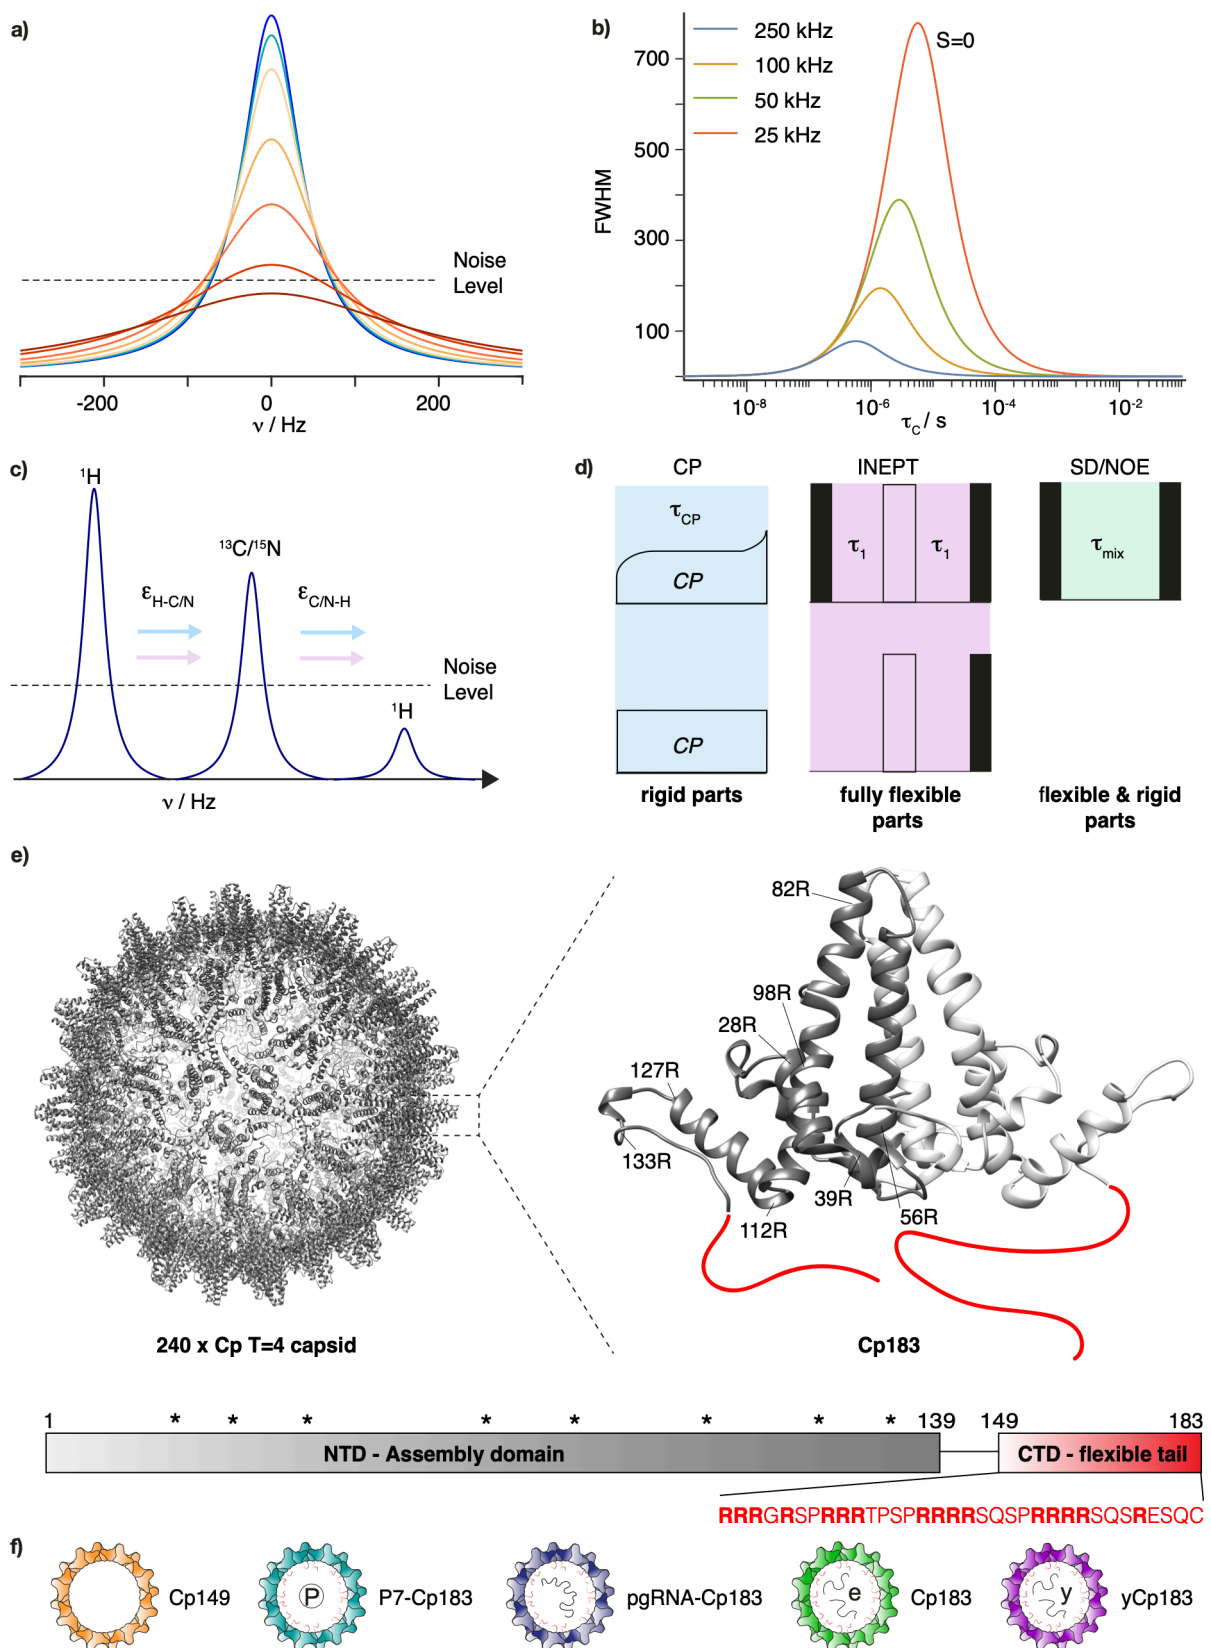 a)
Noise
Level
-200
0
200
ν / Hz
b)
250 kHz
100 kHz
50 kHz
25 kHz
S=0
FWHM
700
500
300
100
10-8
10-6
10-4
10-2
τC / s
c)
1H
13C/15N
εH-C/N
εC/N-H
1H
Noise
Level
ν / Hz
d)
CP
INEPT
SD/NOE
τCP
CP
τ1
τ1
τmix
CP
rigid parts
fully flexible
parts
flexible & rigid
parts
e)
82R
98R
28R
127R
133R
39R
112R
56R
240 x Cp T=4 capsid
Cp183
1
* * * * * * * *
139
149
183
NTD - Assembly domain
CTD - flexible tail
RRRGRSPRRRTPSPRRRRSQSPRRRRSQSRESQC
f)
Cp149
P
P7-Cp183
pgRNA-Cp183
e
Cp183
y
yCp183